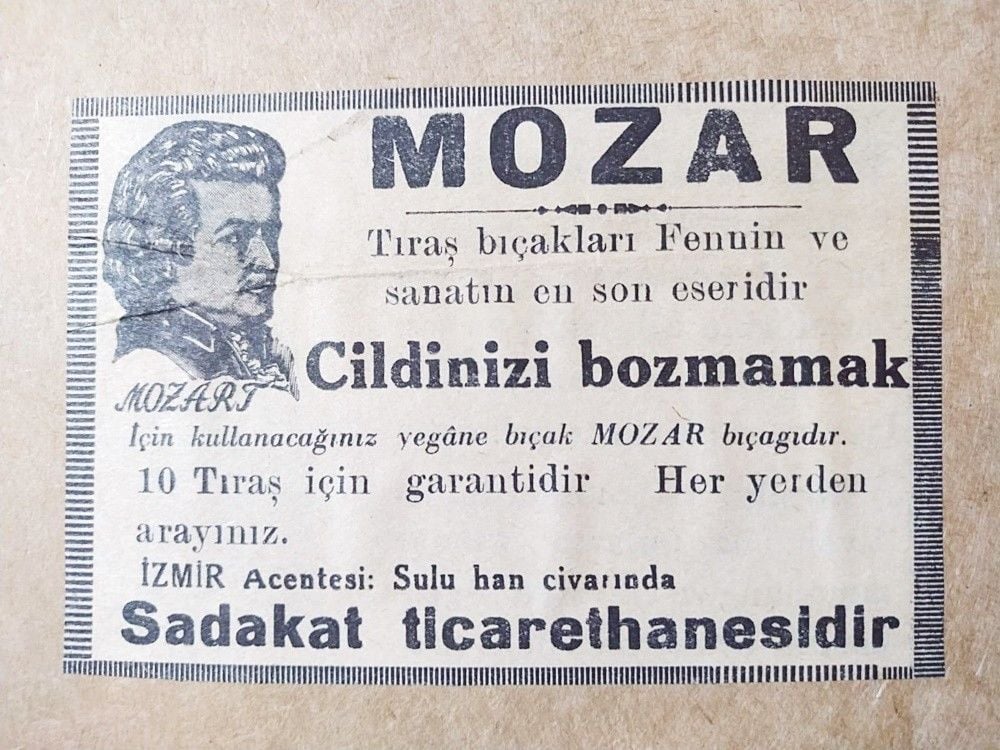 MOZAR
Tıraş bıçakları Fennin ve
sanatın en son eseridir
Cildinizi bozmamak
MOZART
İçin kullanacağınız yegâne bıçak MOZAR bıçagıdır.
10 Tıraş için garantidir Her yerden
arayınız.
İZMİR Acentesi: Sulu han civarında
Sadakat ticarethanesidir